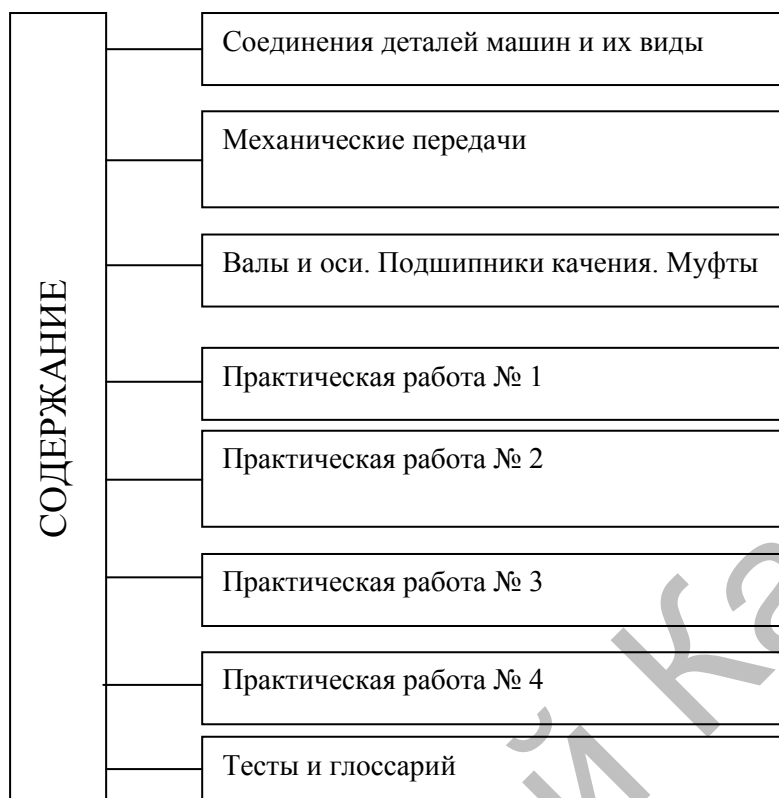 СОДЕРЖАНИЕ
Соединения деталей машин и их виды
Механические передачи
Валы и оси. Подшипники качения. Муфты
Практическая работа № 1
Практическая работа № 2
Практическая работа № 3
Практическая работа № 4
Тесты и глоссарий